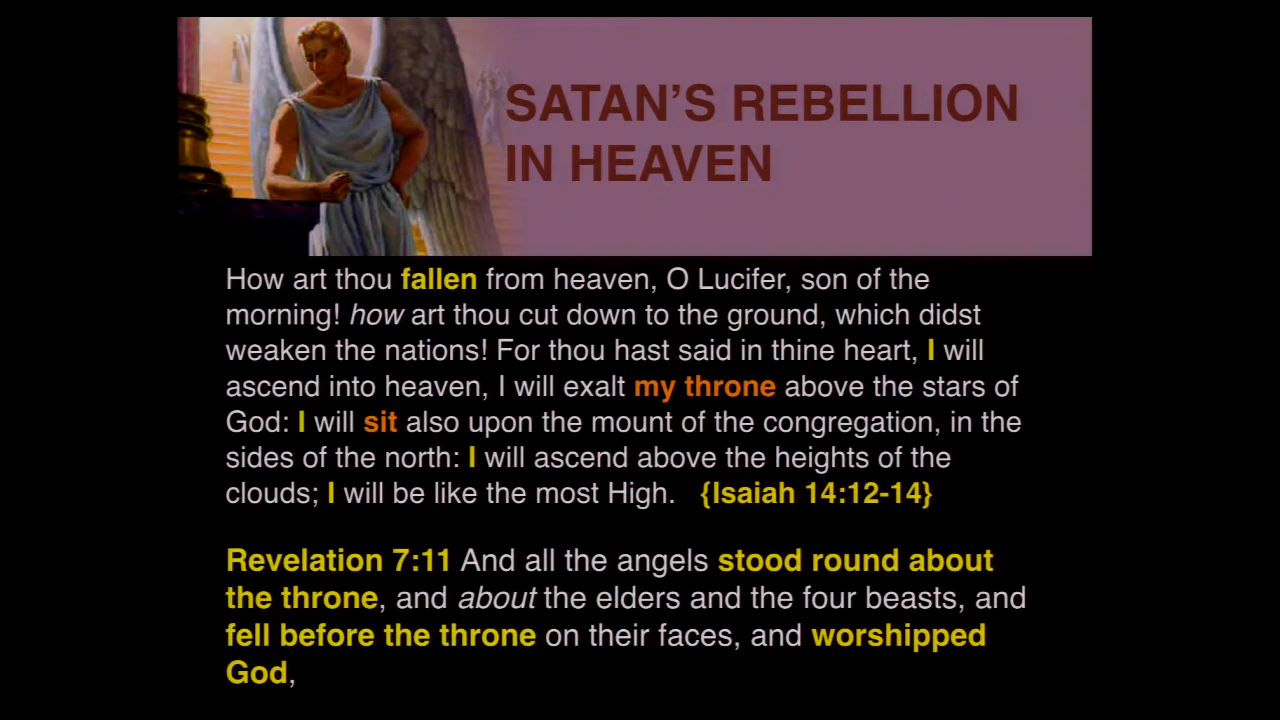 SATAN'S REBELLION
IN HEAVEN
How art thou fallen from heaven, O Lucifer, son of the
morning! how art thou cut down to the ground, which didst
weaken the nations! For thou hast said in thine heart, I will
ascend into heaven, I will exalt my throne above the stars of
God: I will sit also upon the mount of the congregation, in the
sides of the north: I will ascend above the heights of the
clouds; I will be like the most High. {Isaiah 14:12-14}
Revelation 7:11 And all the angels stood round about
the throne, and about the elders and the four beasts, and
fell before the throne on their faces, and worshipped
God,